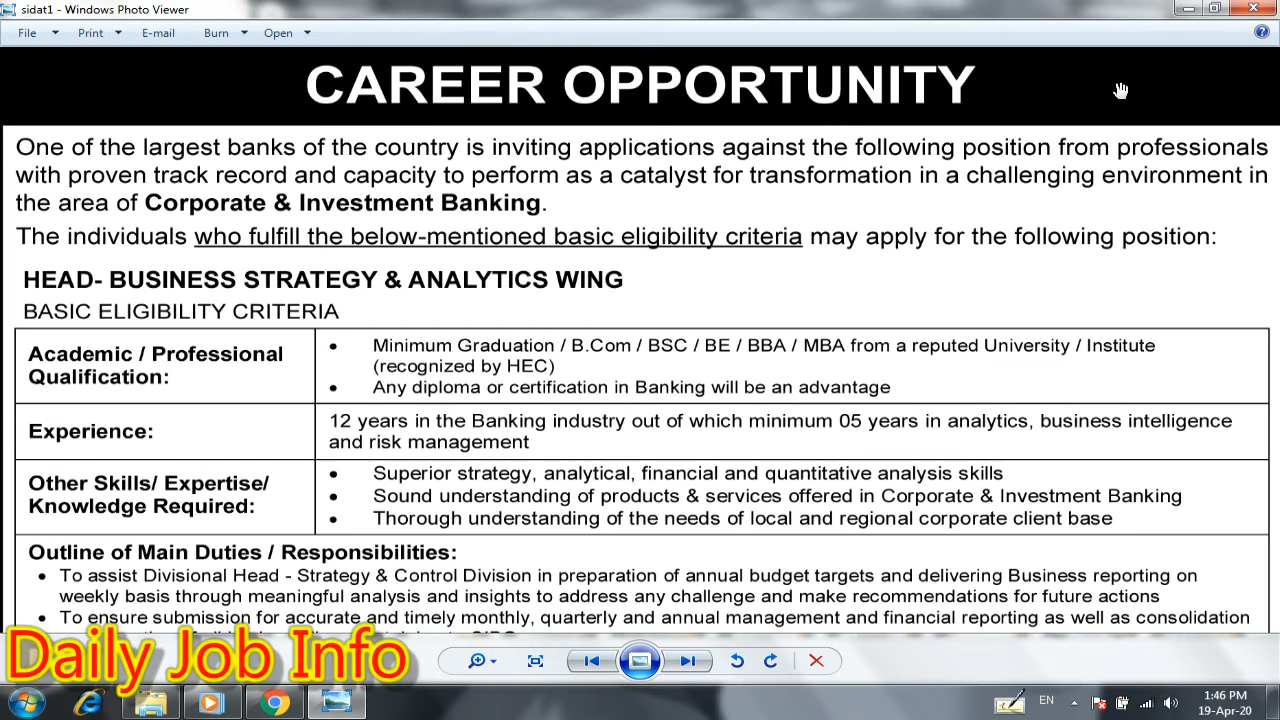 sidat1 - Windows Photo Viewer
File Print E-mail Burn Open
CAREER OPPORTUNITY
One of the largest banks of the country is inviting applications against the following position from professionals
with proven track record and capacity to perform as a catalyst for transformation in a challenging environment in
the area of Corporate & Investment Banking.
The individuals who fulfill the below-mentioned basic eligibility criteria may apply for the following position:
HEAD- BUSINESS STRATEGY & ANALYTICS WING
BASIC ELIGIBILITY CRITERIA
Academic / Professional
Qualification:
• Minimum Graduation / B.Com / BSC / BE / BBA / MBA from a reputed University / Institute
(recognized by HEC)
• Any diploma or certification in Banking will be an advantage
Experience:
12 years in the Banking industry out of which minimum 05 years in analytics, business intelligence
and risk management
Other Skills/ Expertise/
Knowledge Required:
• Superior strategy, analytical, financial and quantitative analysis skills
• Sound understanding of products & services offered in Corporate & Investment Banking
• Thorough understanding of the needs of local and regional corporate client base
Outline of Main Duties / Responsibilities:
• To assist Divisional Head - Strategy & Control Division in preparation of annual budget targets and delivering Business reporting on
weekly basis through meaningful analysis and insights to address any challenge and make recommendations for future actions
• To ensure submission for accurate and timely monthly, quarterly and annual management and financial reporting as well as consolidation
Daily Job Info
EN
1:46 PM
19-Apr-20